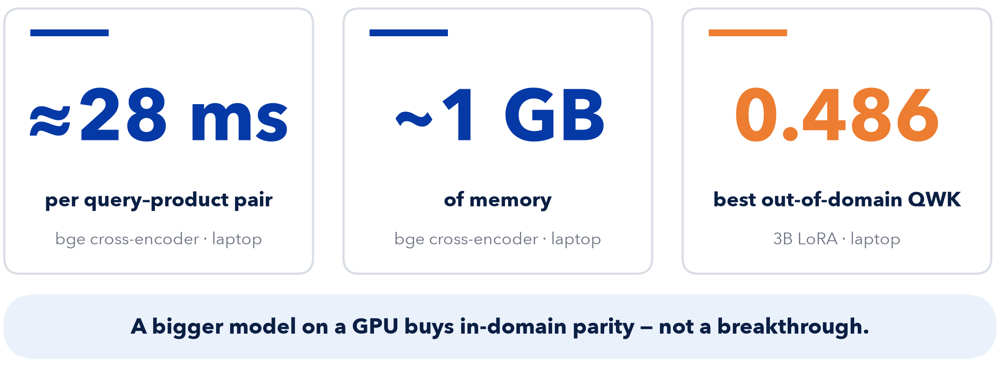 ≈28 ms
per query–product pair
bge cross-encoder · laptop
~1 GB
of memory
bge cross-encoder · laptop
0.486
best out-of-domain QWK
3B LoRA · laptop
A bigger model on a GPU buys in-domain parity — not a breakthrough.